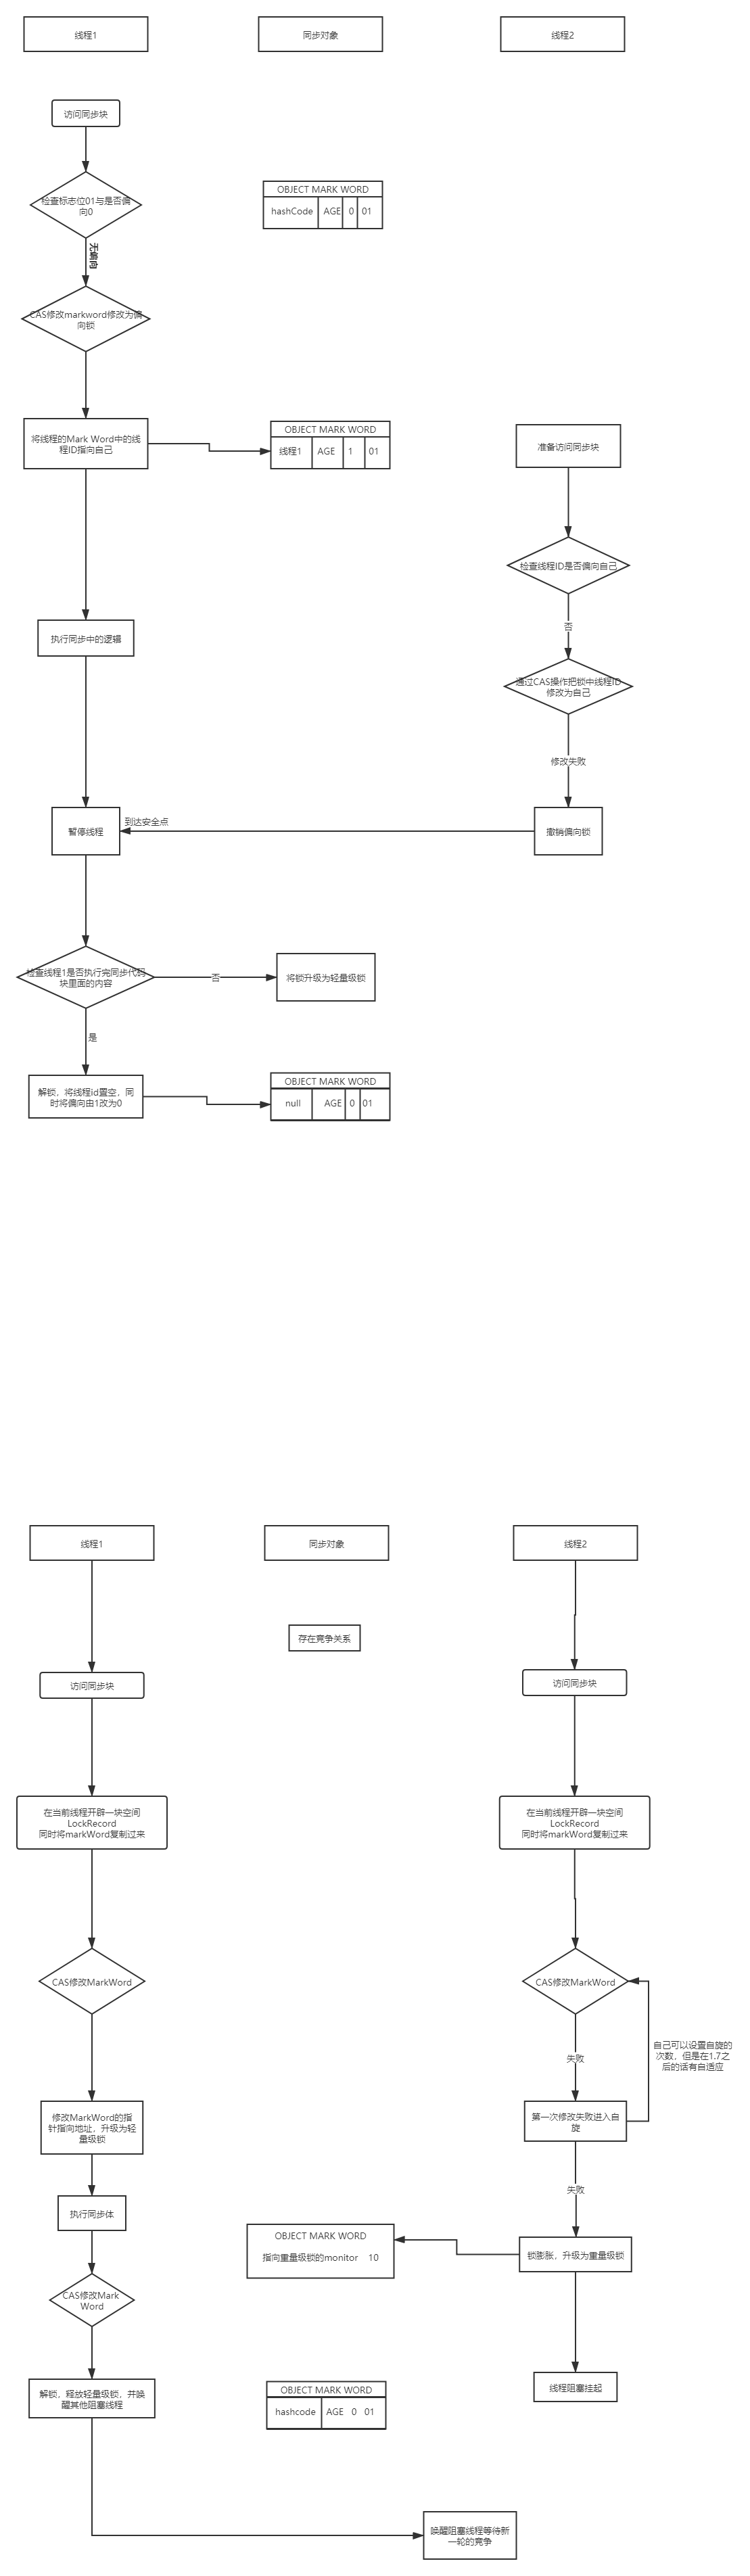 线程1
同步对象
线程2
访问同步块
检查标志位01与是否偏
向0
OBJECT MARK WORD
hashCode AGE 0 01
无偏向
CAS修改markword修改为偏
向锁
将线程的Mark Word中的线
程ID指向自己
OBJECT MARK WORD
线程1 AGE 1 01
准备访问同步块
检查线程ID是否偏向自己
否
执行同步中的逻辑
通过CAS操作把锁中线程ID
修改为自己
修改失败
暂停线程
到达安全点
撤销偏向锁
检查线程1是否执行完同步代码
块里面的内容
否
将锁升级为轻量级锁
是
解锁，将线程id置空，同
时将偏向由1改为0
OBJECT MARK WORD
null AGE 0 01
线程1
同步对象
线程2
存在竞争关系
访问同步块
访问同步块
在当前线程开辟一块空间
LockRecord
同时将markWord复制过来
在当前线程开辟一块空间
LockRecord
同时将markWord复制过来
CAS修改MarkWord
CAS修改MarkWord
失败
自己可以设置自旋的
次数，但是在1.7之
后的话有自适应
修改MarkWord的指
针指向地址，升级为轻
量级锁
第一次修改失败进入自
旋
失败
执行同步体
OBJECT MARK WORD
指向重量级锁的monitor 10
锁膨胀，升级为重量级锁
CAS修改Mark
Word
解锁，释放轻量级锁，并唤
醒其他阻塞线程
OBJECT MARK WORD
hashcode AGE 0 01
线程阻塞挂起
唤醒阻塞线程等待新
一轮的竞争